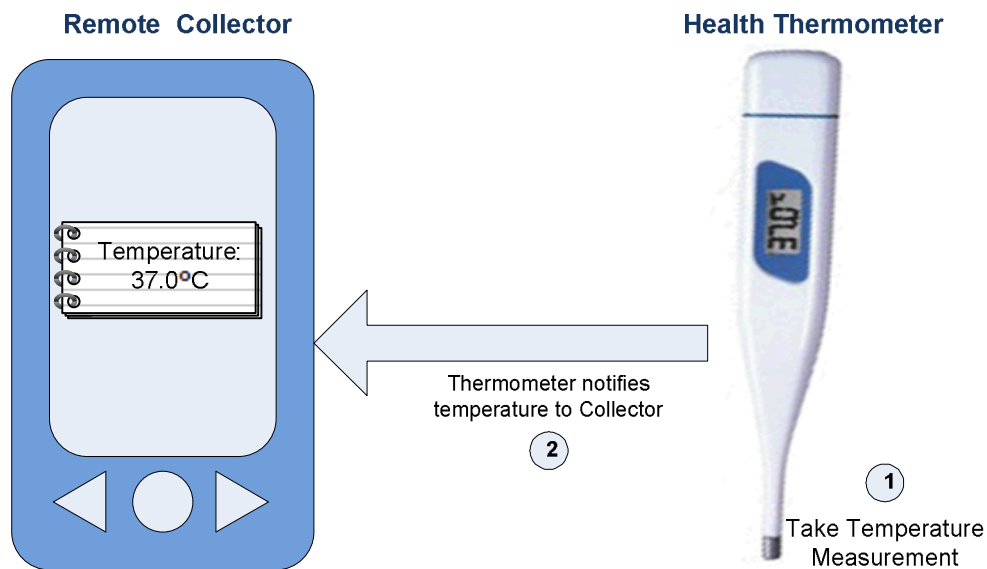 Remote Collector
Health Thermometer
Temperature:
37.0°C
Thermometer notifies
temperature to Collector
2
1
Take Temperature
Measurement